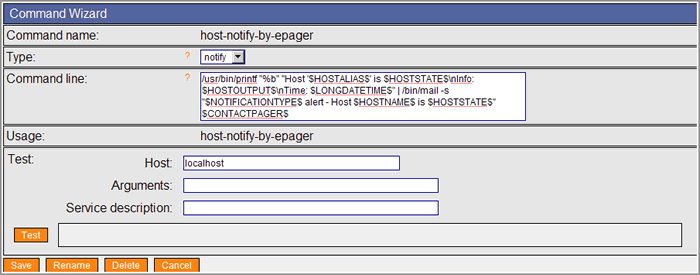 Command Wizard
Command name: host-notify-by-epager
Type: ? notify
Command line: ? /usr/bin/printf "%b" "Host '$HOSTALIAS$' is $HOSTSTATE$\nInfo:
$HOSTOUTPUT$\nTime: $LONGDATETIME$" | /bin/mail -s
"$NOTIFICATIONTYPE$ alert - Host $HOSTNAME$ is $HOSTSTATE$"
$CONTACTPAGER$
Usage: host-notify-by-epager
Test: Host: localhost
Arguments:
Service description:
Test
Save Rename Delete Cancel